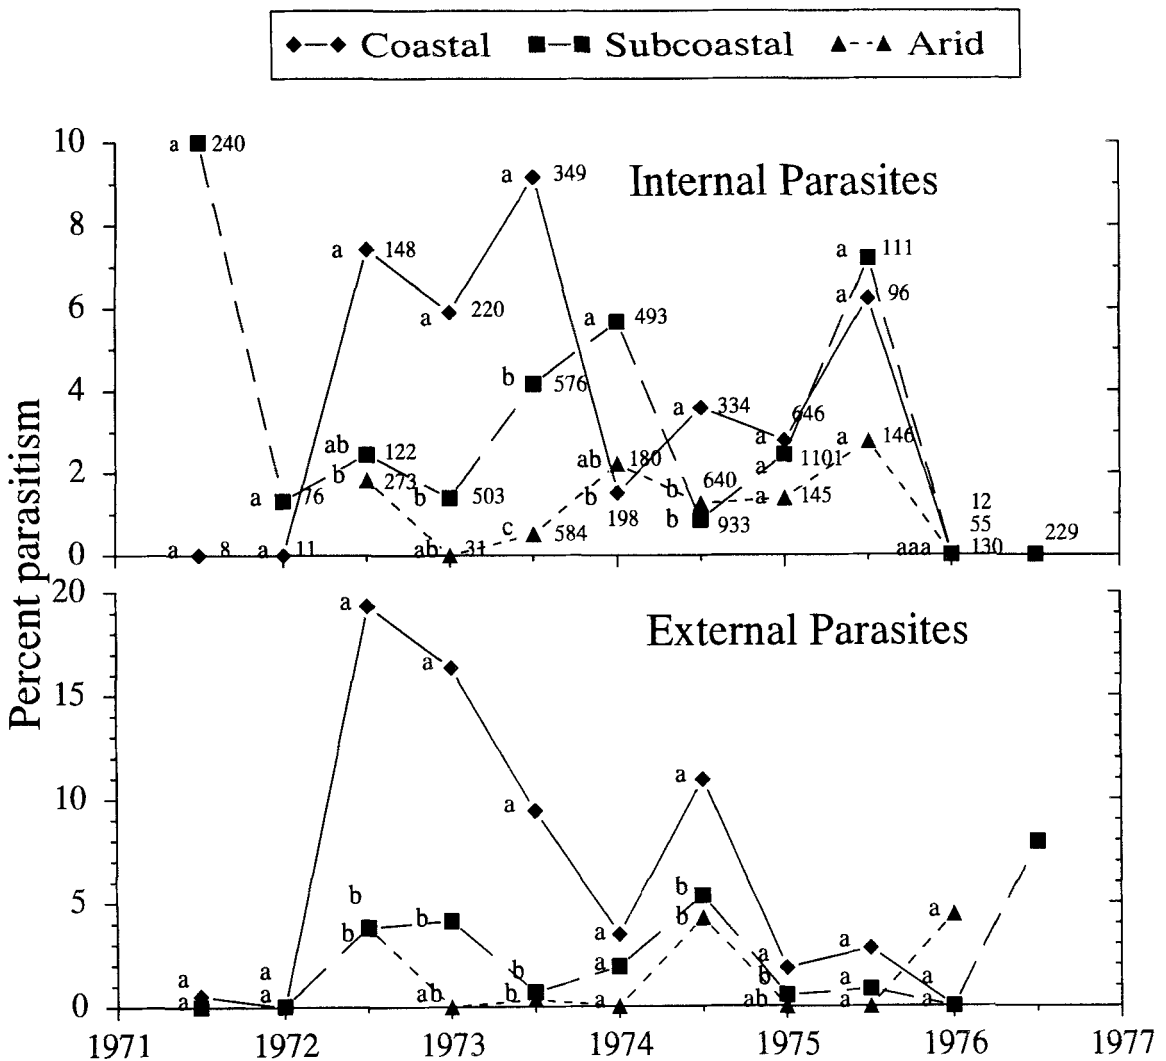 Coastal Subcoastal Arid
Percent parasitism
Internal Parasites
10
8
6
4
2
0
a 240
a 349
a 148
a 220
a 111
a 96
a 493
b 576
a 334
a 646
ab 122
b 273
a 1101
a 146
ab 180
a 76
b 503
b 198
b 640
b 933
a 145
c 584
a 8
a 11
ab 31
12
55
aaa 130
229
External Parasites
20
15
10
5
0
a
a
a
a
b
b
b
b
b
a
a
a
a
a
a
a
a
ab
b
b
a
a
a
b
ab
a
a
a
a
1971 1972 1973 1974 1975 1976 1977